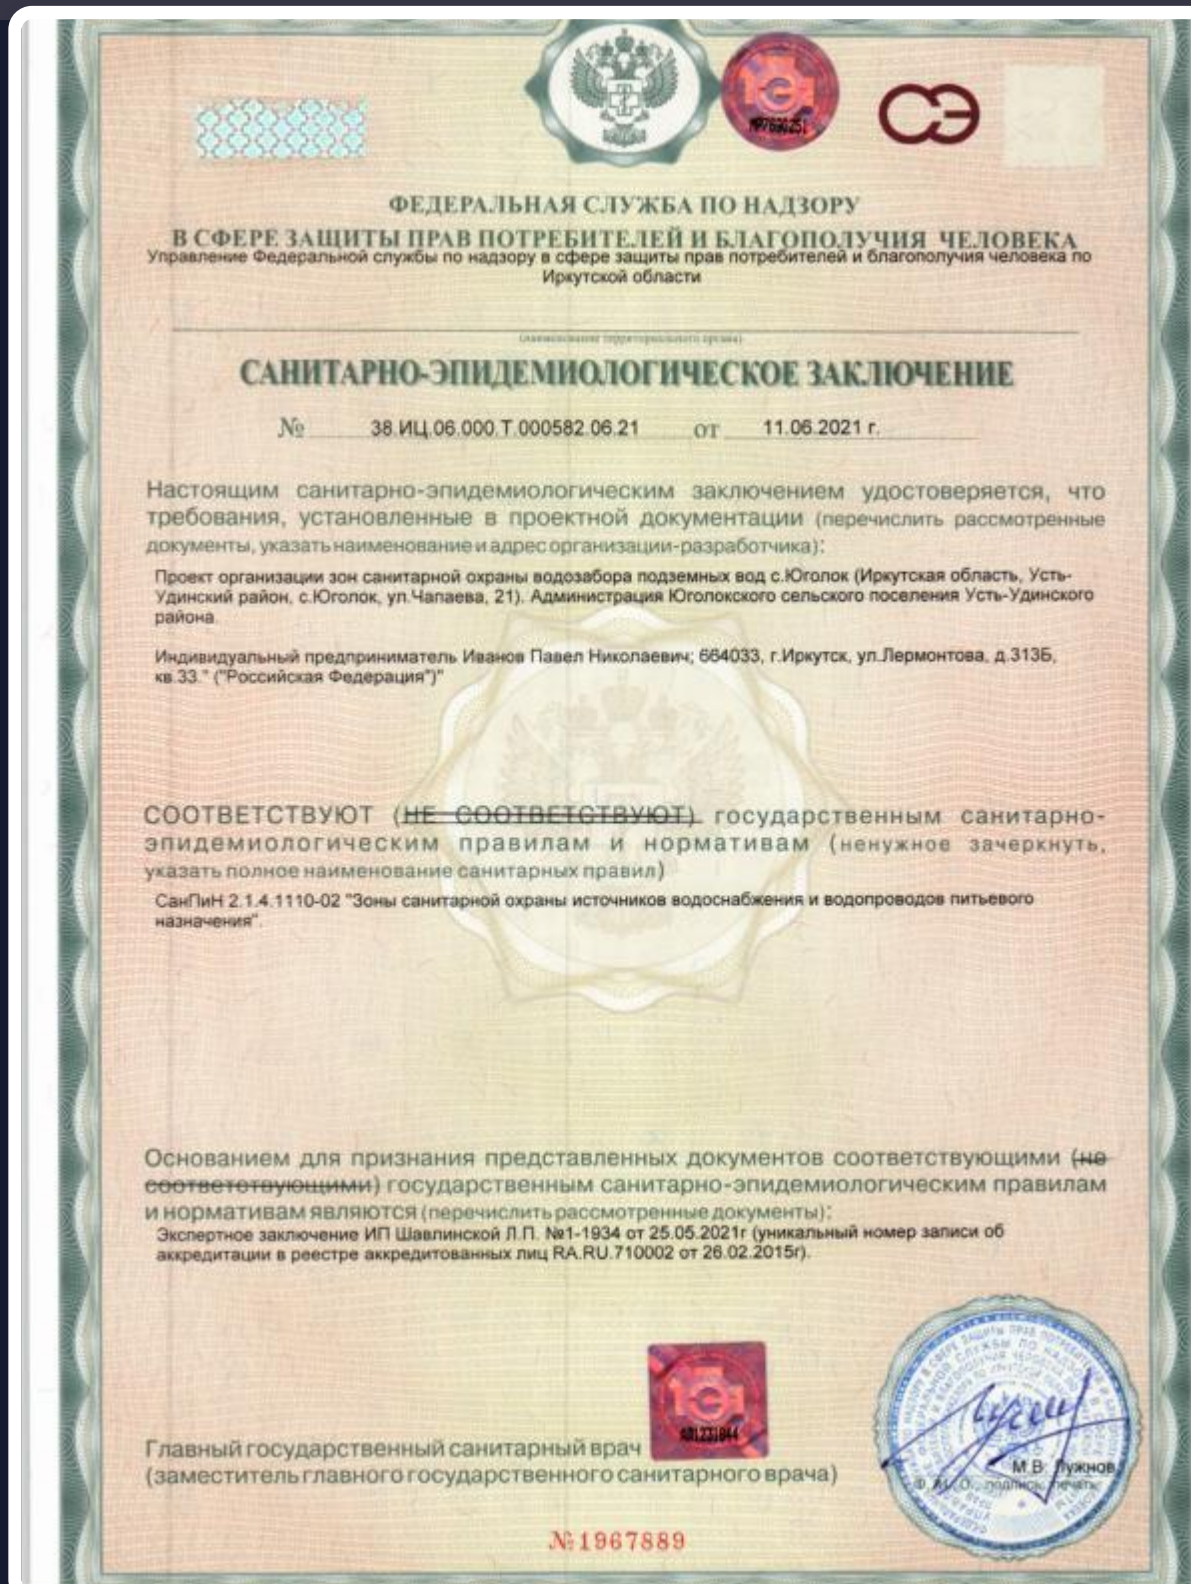 №7690251
СЭ
ФЕДЕРАЛЬНАЯ СЛУЖБА ПО НАДЗОРУ
В СФЕРЕ ЗАЩИТЫ ПРАВ ПОТРЕБИТЕЛЕЙ И БЛАГОПОЛУЧИЯ ЧЕЛОВЕКА
Управление Федеральной службы по надзору в сфере защиты прав потребителей и благополучия человека по
Иркутской области
(наименование территориального органа)
САНИТАРНО-ЭПИДЕМИОЛОГИЧЕСКОЕ ЗАКЛЮЧЕНИЕ
№ 38.ИЦ.06.000.Т.000582.06.21 от 11.06.2021 г.
Настоящим санитарно-эпидемиологическим заключением удостоверяется, что
требования, установленные в проектной документации (перечислить рассмотренные
документы, указать наименование и адрес организации-разработчика):
Проект организации зон санитарной охраны водозабора подземных вод с.Юголок (Иркутская область, Усть-
Удинский район, с.Юголок, ул.Чапаева, 21). Администрация Юголокского сельского поселения Усть-Удинского
района.
Индивидуальный предприниматель Иванов Павел Николаевич; 664033, г.Иркутск, ул.Лермонтова, д.313Б,
кв.33." ("Российская Федерация")"
СООТВЕТСТВУЮТ (НЕ СООТВЕТСТВУЮТ) государственным санитарно-
эпидемиологическим правилам и нормативам (ненужное зачеркнуть,
указать полное наименование санитарных правил)
СанПиН 2.1.4.1110-02 "Зоны санитарной охраны источников водоснабжения и водопроводов питьевого
назначения".
Основанием для признания представленных документов соответствующими (не
соответствующими) государственным санитарно-эпидемиологическим правилам
и нормативам являются (перечислить рассмотренные документы):
Экспертное заключение ИП Шавлинской Л.П. №1-1934 от 25.05.2021г (уникальный номер записи об
аккредитации в реестре аккредитованных лиц RA.RU.710002 от 26.02.2015г).
Главный государственный санитарный врач
(заместитель главного государственного санитарного врача)
М.В. Лужнов
Ф. И. О., подпись, печать
№1967889